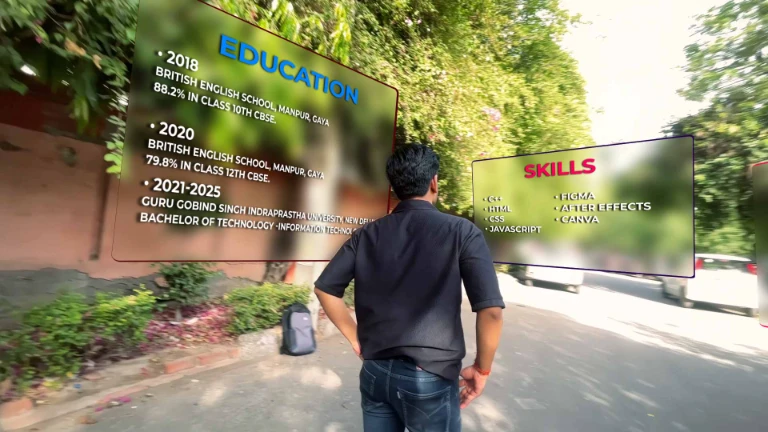 EDUCATION
• 2018
BRITISH ENGLISH SCHOOL, MANPUR, GAYA
88.2% IN CLASS 10TH CBSE.
• 2020
BRITISH ENGLISH SCHOOL, MANPUR, GAYA
79.8% IN CLASS 12TH CBSE.
• 2021-2025
GURU GOBIND SINGH INDRAPRASTHA UNIVERSITY, NEW
BACHELOR OF TECHNOLOGY -INFORMATION
SKILLS
• C++
• HTML
• CSS
• JAVASCRIPT
• FIGMA
• AFTER EFFECTS
• CANVA